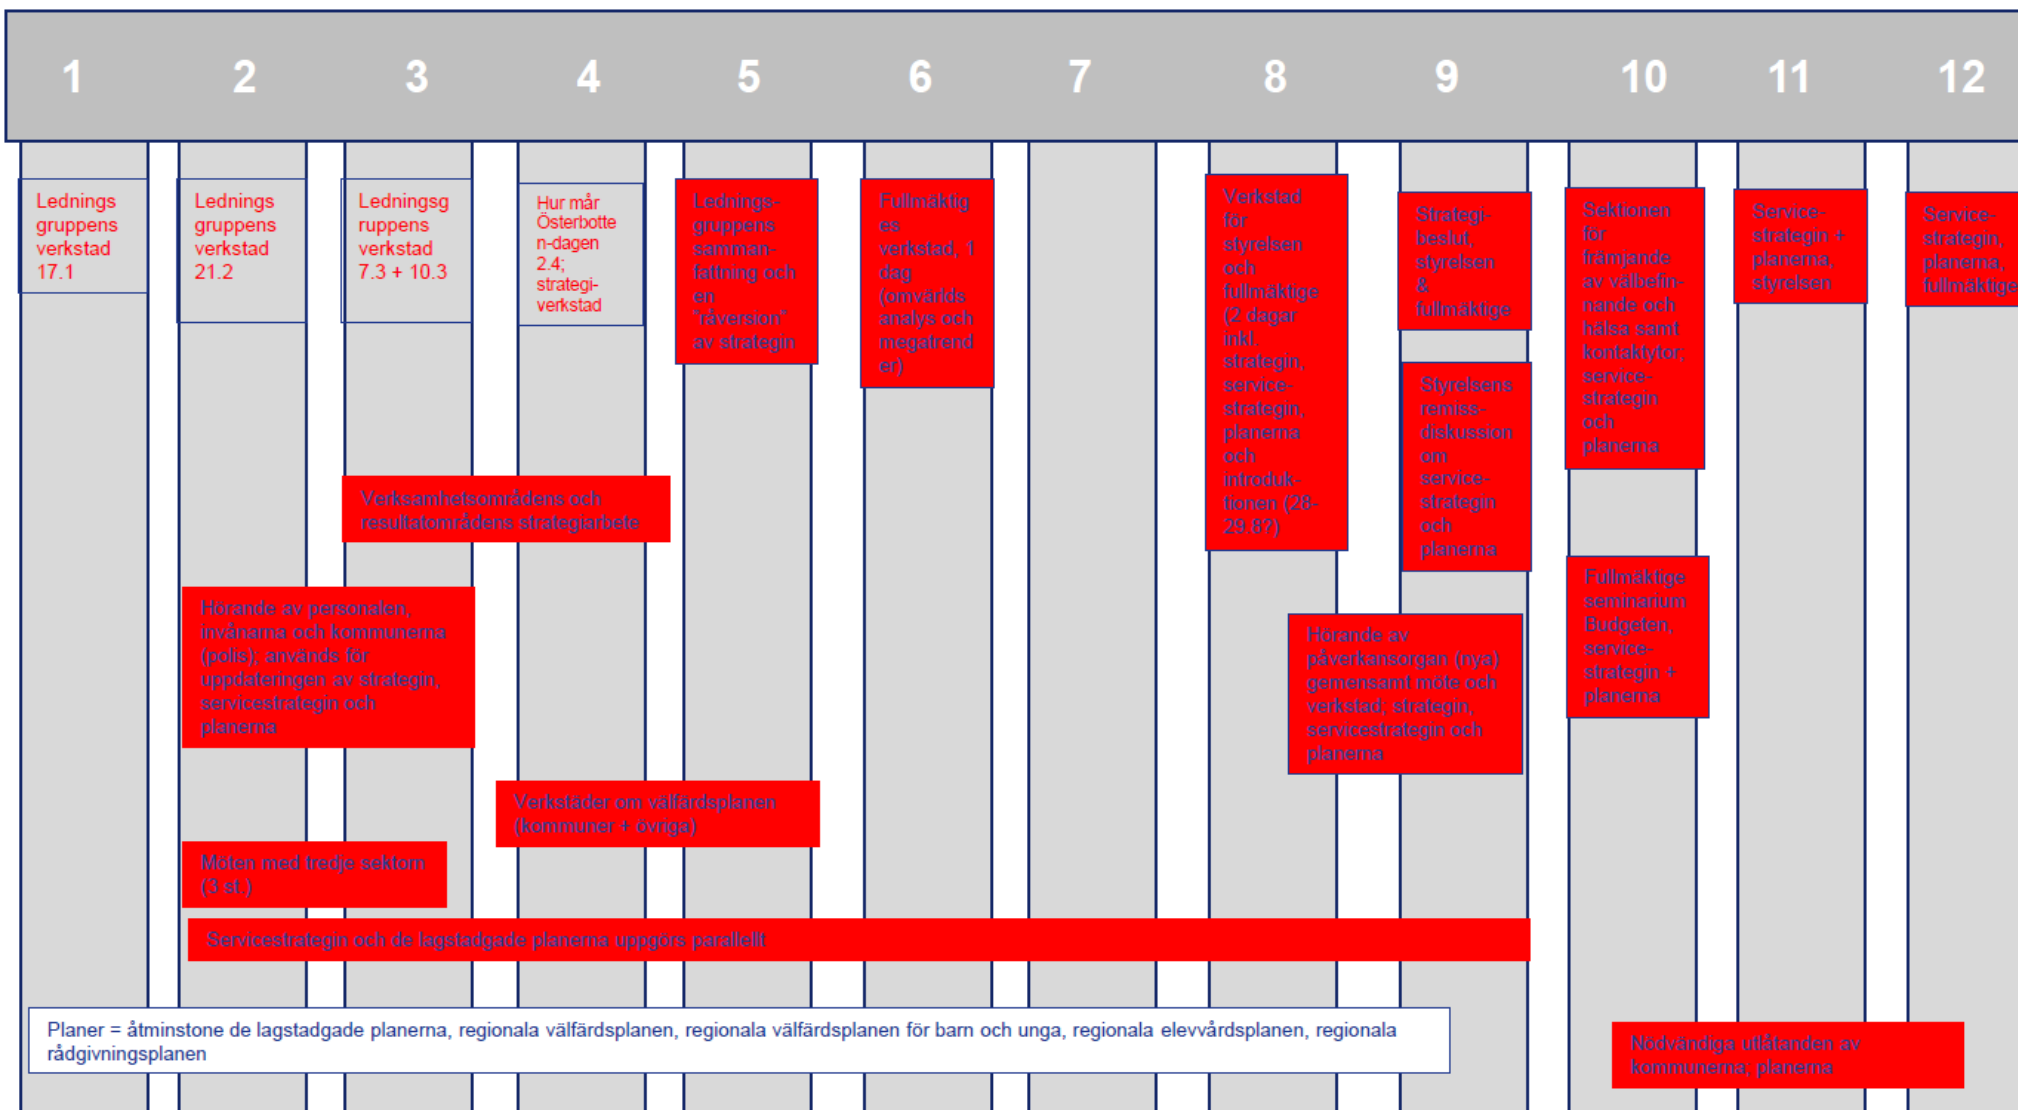 1 2 3 4 5 6 7 8 9 10 11 12
Lednings
gruppens
verkstad
17.1
Lednings
gruppens
verkstad
21.2
Ledningsg
ruppens
verkstad
7.3 + 10.3
Hur mår
Österbotte
n-dagen
2.4;
strategi-
verkstad
Lednings-
gruppens
samman-
fattning och
en
"råversion"
av strategin
Fullmäktig
es
verkstad, 1
dag
(omvärlds
analys och
megatrend
er)
Verkstad
för
styrelsen
och
fullmäktige
(2 dagar
inkl.
strategin,
service-
strategin,
planerna
och
introduk-
tionen (28-
29.8?)
Strategi-
beslut,
styrelsen
&
fullmäktige
Styrelsens
remiss-
diskussion
om
service-
strategin
och
planerna
Sektionen
för
främjande
av välbefin-
nande och
hälsa samt
kontaktytor;
service-
strategin
och
planerna
Service-
strategin +
planerna,
styrelsen
Service-
strategin,
planerna,
fullmäktige
Verksamhetsområdens och
resultatområdens strategiarbete
Hörande av personalen,
invånarna och kommunerna
(polis); används för
uppdateringen av strategin,
servicestrategin och
planerna
Hörande av
påverkansorgan (nya)
gemensamt möte och
verkstad; strategin,
servicestrategin och
planerna
Fullmäktige
seminarium
Budgeten,
service-
strategin +
planerna
Verkstäder om välfärdsplanen
(kommuner + övriga)
Möten med tredje sektorn
(3 st.)
Servicestrategin och de lagstadgade planerna uppgörs parallellt
Planer = åtminstone de lagstadgade planerna, regionala välfärdsplanen, regionala välfärdsplanen för barn och unga, regionala elevvårdsplanen, regionala
rådgivningsplanen
Nödvändiga utlåtanden av
kommunerna; planerna